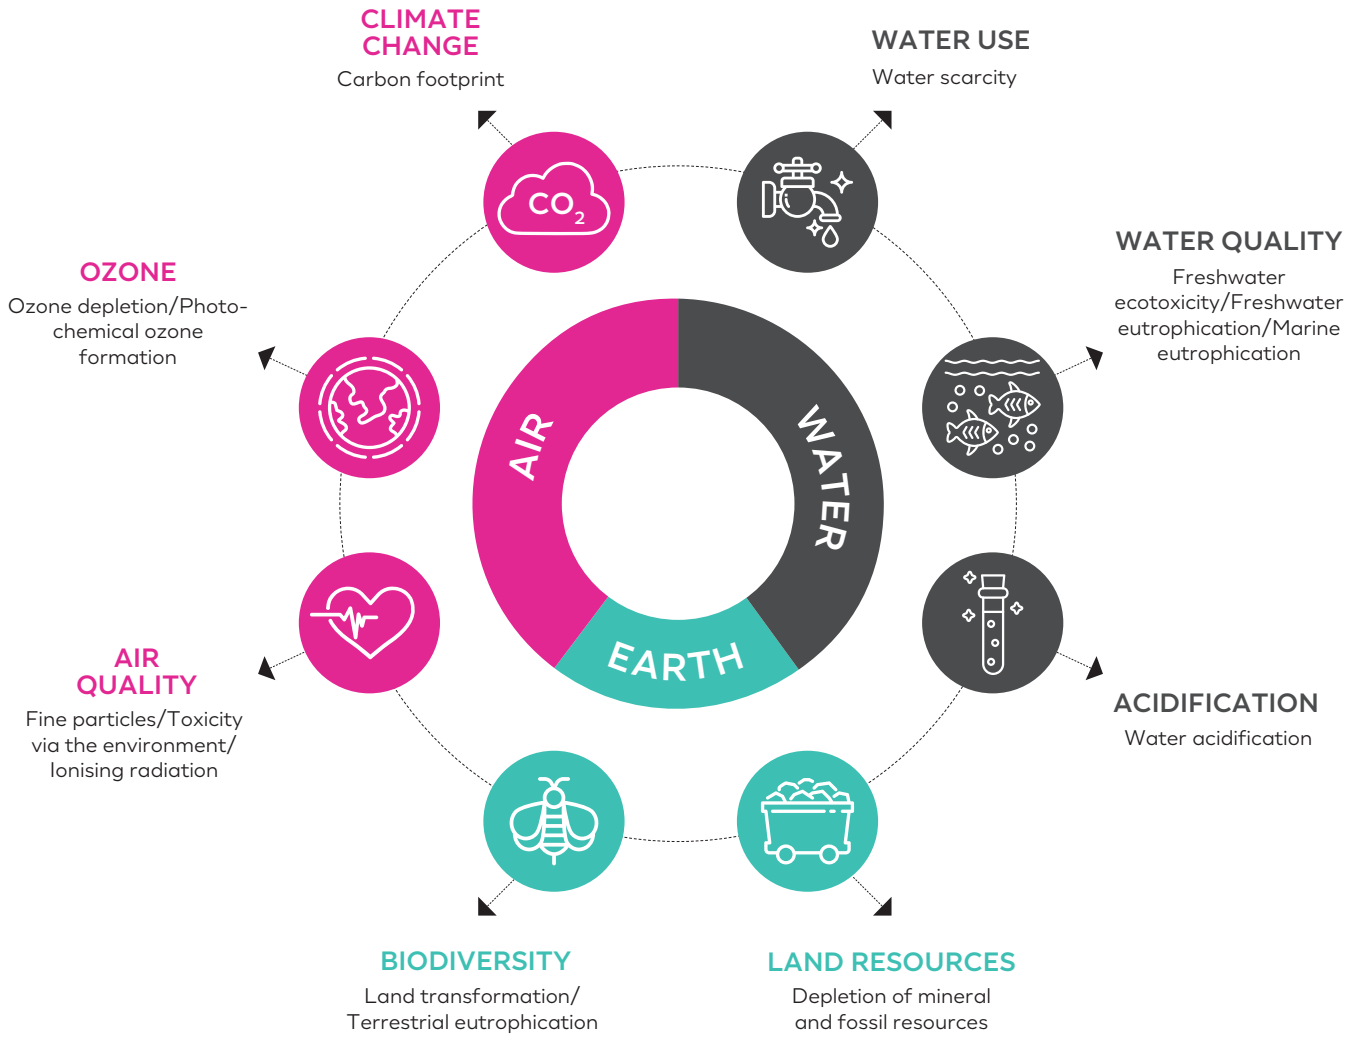 CLIMATE
CHANGE
Carbon footprint
WATER USE
Water scarcity
CO2
OZONE
Ozone depletion/Photo-
chemical ozone
formation
WATER QUALITY
Freshwater
ecotoxicity/Freshwater
eutrophication/Marine
eutrophication
AIR
WATER
EARTH
AIR
QUALITY
Fine particles/Toxicity
via the environment/
Ionising radiation
ACIDIFICATION
Water acidification
BIODIVERSITY
Land transformation/
Terrestrial eutrophication
LAND RESOURCES
Depletion of mineral
and fossil resources